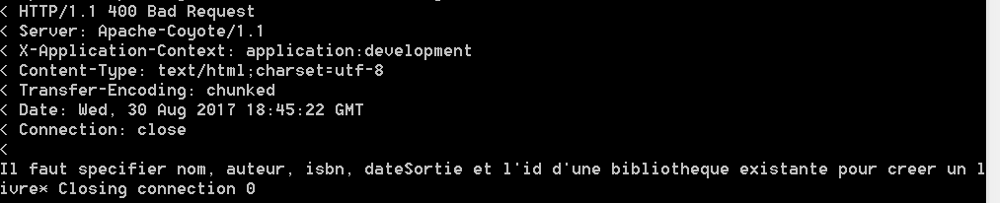 < HTTP/1.1 400 Bad Request
< Server: Apache-Coyote/1.1
< X-Application-Context: application:development
< Content-Type: text/html;charset=utf-8
< Transfer-Encoding: chunked
< Date: Wed, 30 Aug 2017 18:45:22 GMT
< Connection: close
<
Il faut specifier nom, auteur, isbn, dateSortie et l'id d'une bibliotheque existante pour creer un l
ivre* Closing connection 0